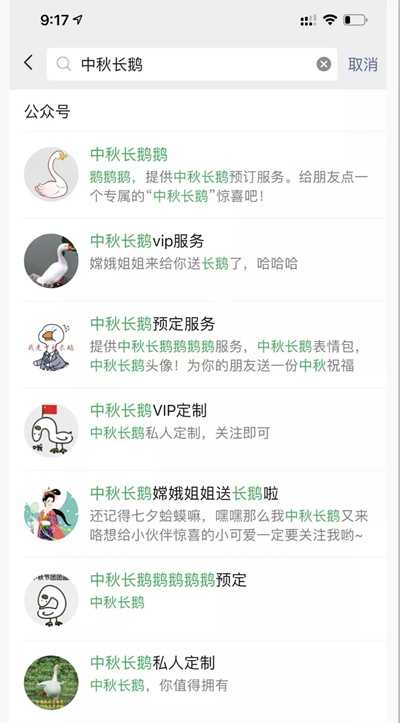 9:17
中秋长鹅
取消
公众号
中秋长鹅鹅
鹅鹅鹅，提供中秋长鹅预订服务。给朋友点一
个专属的“中秋长鹅”惊喜吧！
中秋长鹅vip服务
嫦娥姐姐来给你送长鹅了，哈哈哈
中秋长鹅预定服务
提供中秋长鹅鹅鹅鹅服务，中秋长鹅表情包，
中秋长鹅头像！为你的朋友送一份中秋祝福
中秋长鹅VIP定制
中秋长鹅私人定制，关注即可
中秋长鹅嫦娥姐姐送长鹅啦
还记得七夕蛤蟆嘛，嘿嘿那么我中秋长鹅又来
咯想给小伙伴惊喜的小可爱一定要关注我哟~
中秋长鹅鹅鹅鹅鹅预定
中秋长鹅
中秋长鹅私人定制
中秋长鹅，你值得拥有